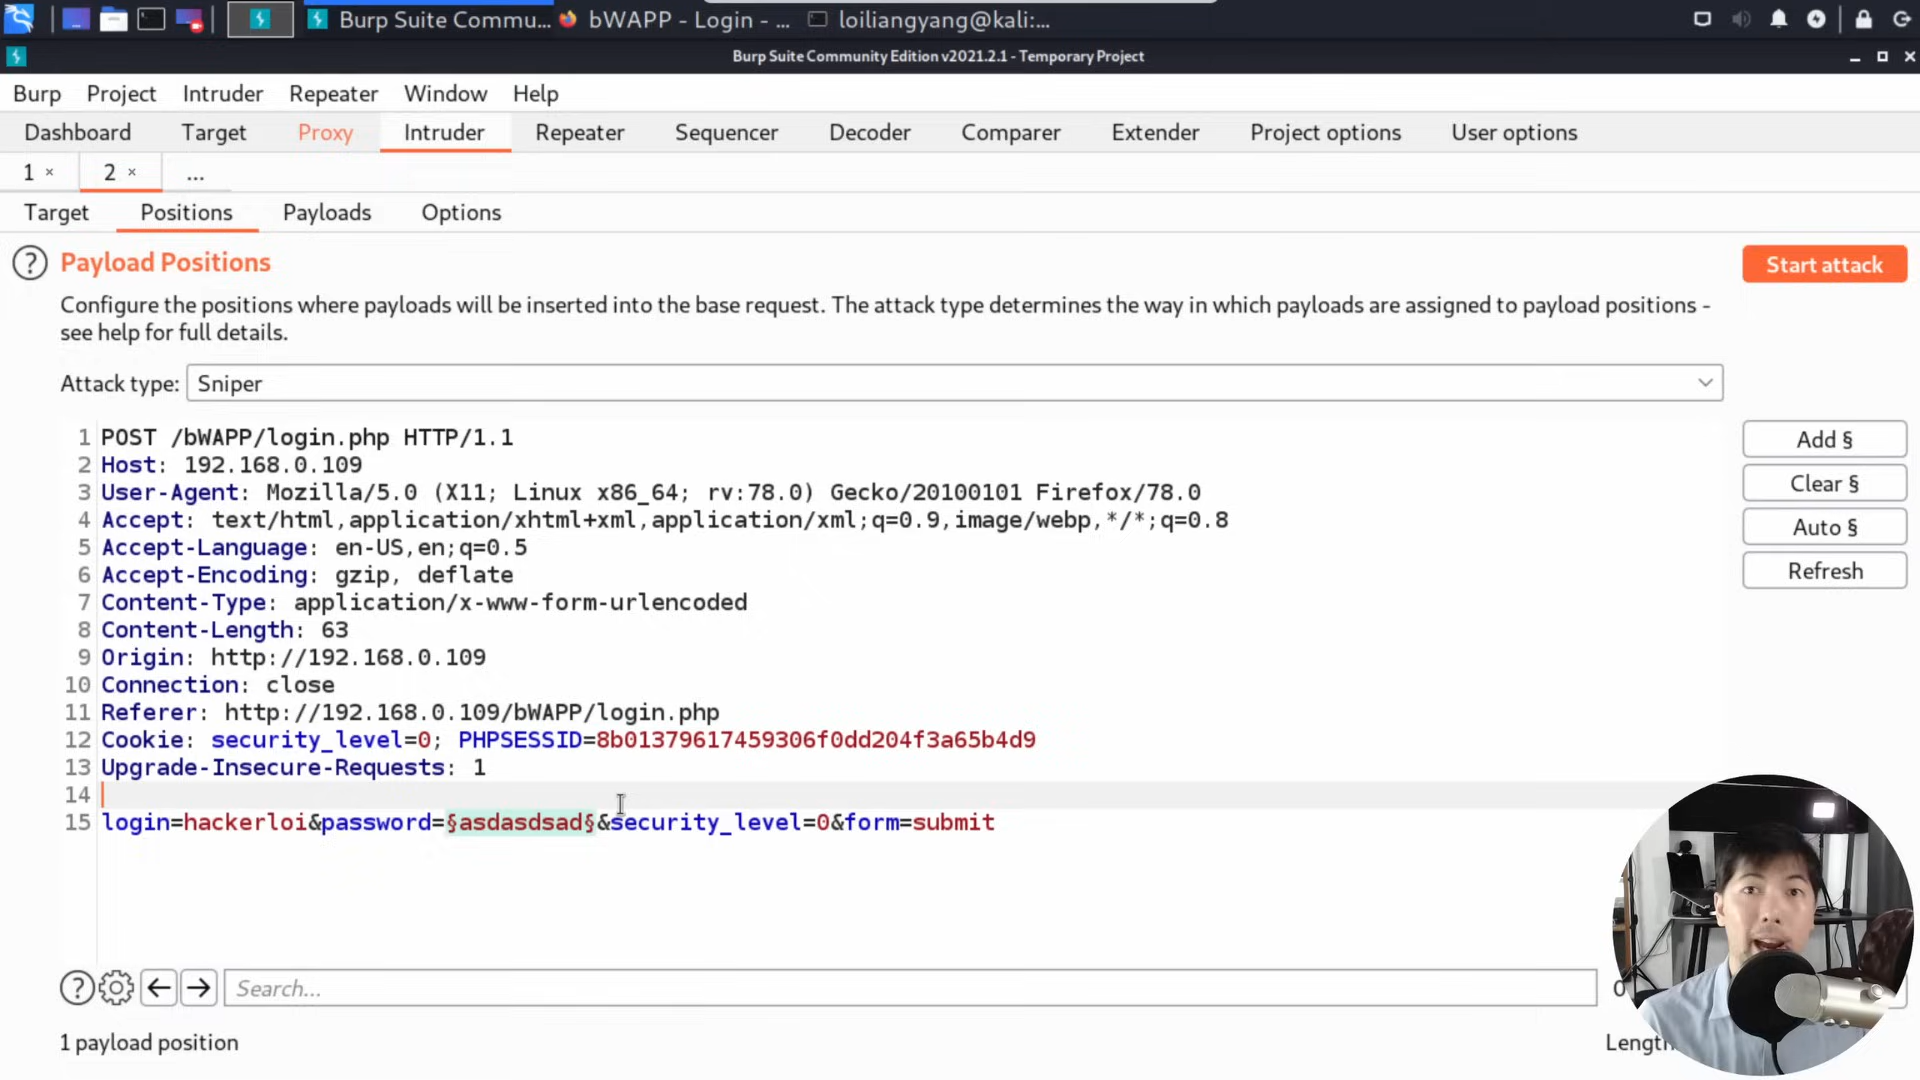 Burp Suite Commu... bWAPP - Login - ... loiliangyang@kali:...
Burp Suite Community Edition v2021.2.1 - Temporary Project
Burp Project Intruder Repeater Window Help
Dashboard Target Proxy Intruder Repeater Sequencer Decoder Comparer Extender Project options User options
1 × 2 × ...
Target Positions Payloads Options
? Payload Positions Start attack
Configure the positions where payloads will be inserted into the base request. The attack type determines the way in which payloads are assigned to payload positions -
see help for full details.
Attack type: Sniper
1 POST /bWAPP/login.php HTTP/1.1
2 Host: 192.168.0.109
3 User-Agent: Mozilla/5.0 (X11; Linux x86_64; rv:78.0) Gecko/20100101 Firefox/78.0
4 Accept: text/html,application/xhtml+xml,application/xml;q=0.9,image/webp,*/*;q=0.8
5 Accept-Language: en-US,en;q=0.5
6 Accept-Encoding: gzip, deflate
7 Content-Type: application/x-www-form-urlencoded
8 Content-Length: 63
9 Origin: http://192.168.0.109
10 Connection: close
11 Referer: http://192.168.0.109/bWAPP/login.php
12 Cookie: security_level=0; PHPSESSID=8b01379617459306f0dd204f3a65b4d9
13 Upgrade-Insecure-Requests: 1
14
15 login=hackerloi&password=§asdasdsad§&security_level=0&form=submit
Add §
Clear §
Auto §
Refresh
? Search... 0
1 payload position Length